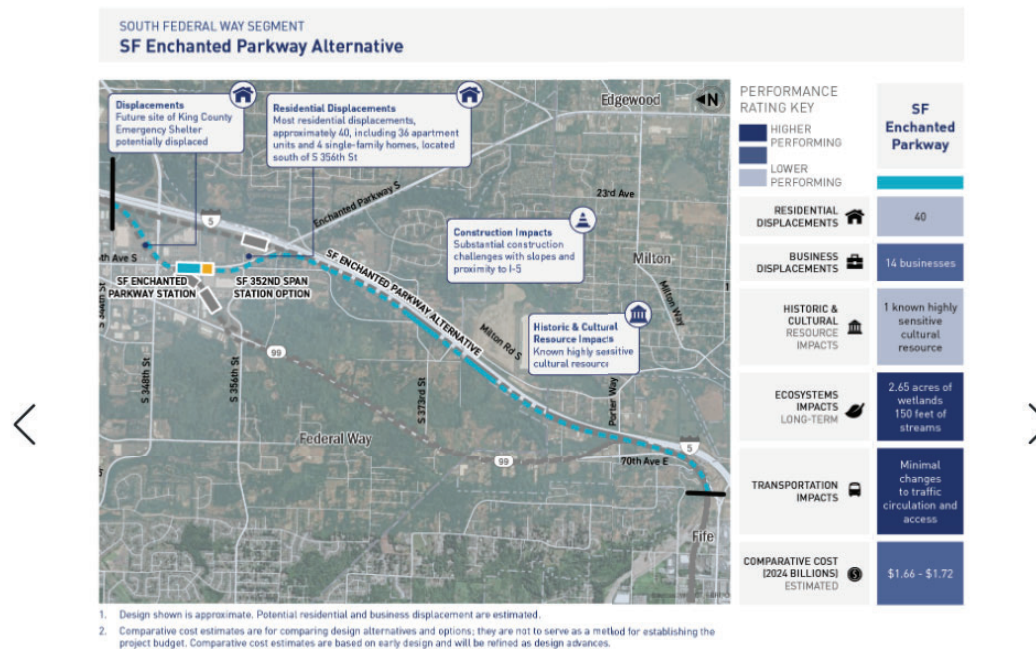 SOUTH FEDERAL WAY SEGMENT
SF Enchanted Parkway Alternative
Displacements
Future site of King County
Emergency Shelter
potentially displaced
Residential Displacements
Most residential displacements,
approximately 40, including 36 apartment
units and 4 single-family homes, located
south of S 356th St
Edgewood
N
Enchanted Parkway S
23rd Ave
5
Construction Impacts
Substantial construction
challenges with slopes and
proximity to I-5
Milton
Milton Way
th Ave S
SF ENCHANTED
PARKWAY STATION
SF 352ND SPAN
STATION OPTION
SF ENCHANTED PARKWAY ALTERNATIVE
S 348th St
S 356th St
99
Milton Rd S
Historic & Cultural
Resource Impacts
Known highly sensitive
cultural resource
S 373rd St
Porter Way
Federal Way
99
70th Ave E
5
Fife
PERFORMANCE
RATING KEY
HIGHER
PERFORMING
LOWER
PERFORMING
SF
Enchanted
Parkway
RESIDENTIAL
DISPLACEMENTS
40
BUSINESS
DISPLACEMENTS
14 businesses
HISTORIC &
CULTURAL
RESOURCE
IMPACTS
1 known highly
sensitive
cultural
resource
ECOSYSTEMS
IMPACTS
LONG-TERM
2.65 acres of
wetlands
150 feet of
streams
TRANSPORTATION
IMPACTS
Minimal
changes
to traffic
circulation and
access
COMPARATIVE COST
(2024 BILLIONS)
ESTIMATED
$1.66 - $1.72
1. Design shown is approximate. Potential residential and business displacement are estimated.
2. Comparative cost estimates are for comparing design alternatives and options; they are not to serve as a method for establishing the
project budget. Comparative cost estimates are based on early design and will be refined as design advances.